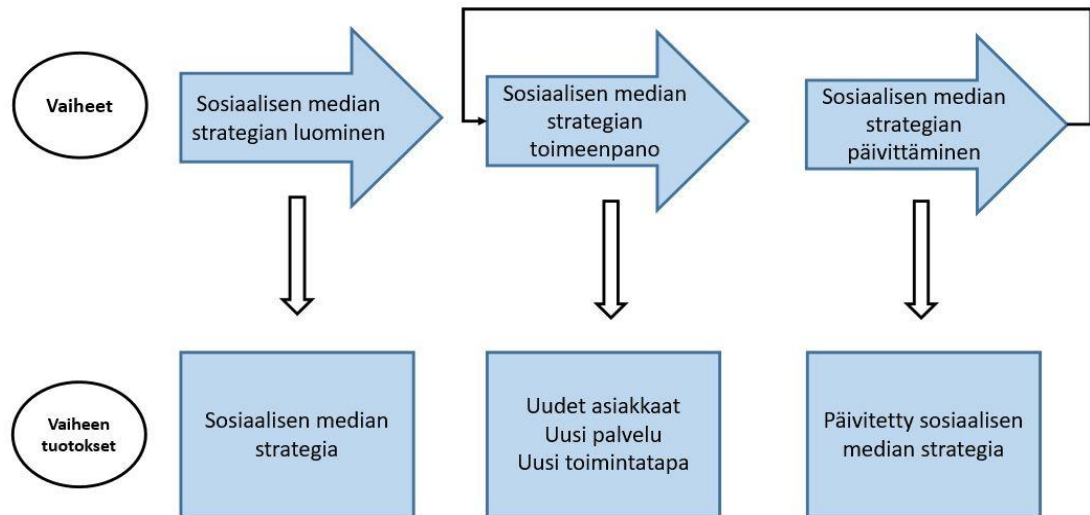 Vaiheet
Sosiaalisen median
strategian luominen
Sosiaalisen median
strategian
toimeenpano
Sosiaalisen median
strategian
päivittäminen
Vaiheen
tuotokset
Sosiaalisen median
strategia
Uudet asiakkaat
Uusi palvelu
Uusi toimintatapa
Päivitetty sosiaalisen
median strategia